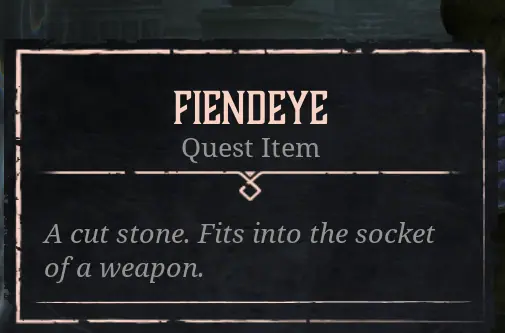 FIENDEYE
Quest Item
A cut stone. Fits into the socket
of a weapon.